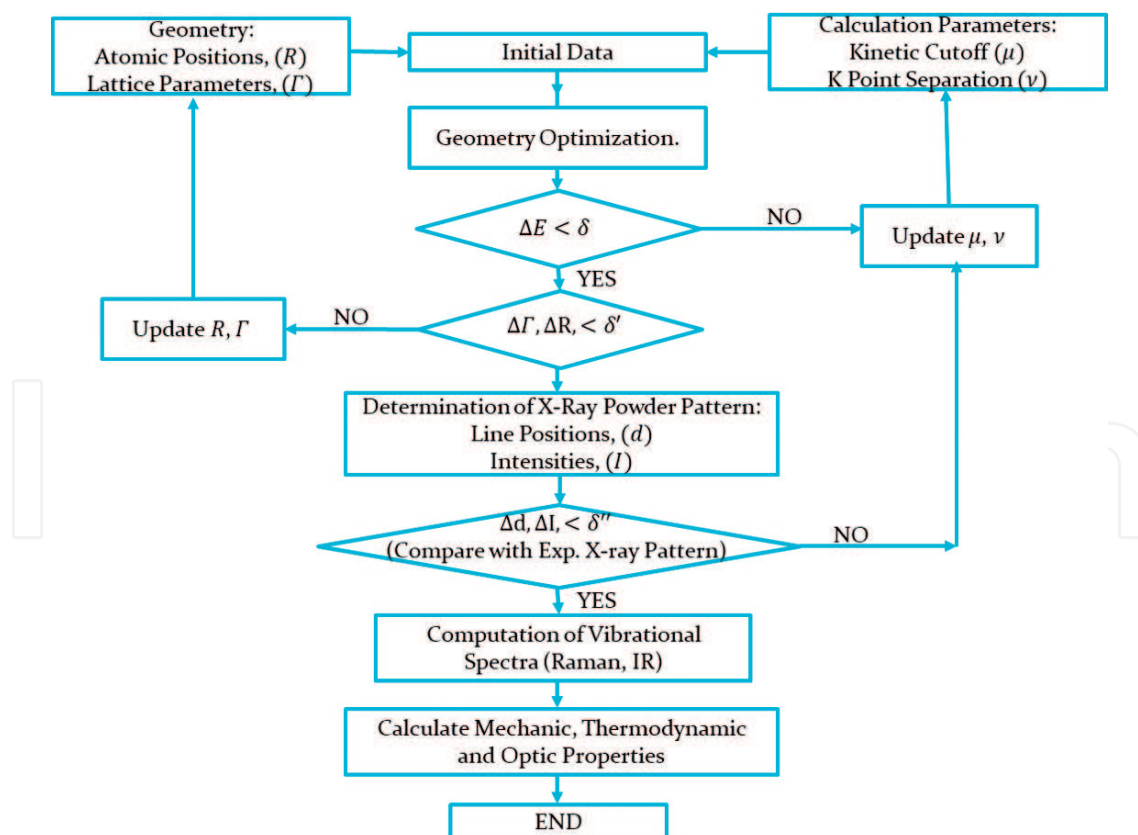 Geometry:
Atomic Positions, (R)
Lattice Parameters, (Γ)
Initial Data
Calculation Parameters:
Kinetic Cutoff (μ)
K Point Separation (ν)
Geometry Optimization.
ΔE < δ
NO
Update μ, ν
YES
Update R, Γ
NO
ΔΓ, ΔR, < δ′
Determination of X-Ray Powder Pattern:
Line Positions, (d)
Intensities, (I)
Δd, ΔI, < δ′′
(Compare with Exp. X-ray Pattern)
NO
YES
Computation of Vibrational
Spectra (Raman, IR)
Calculate Mechanic, Thermodynamic
and Optic Properties
END